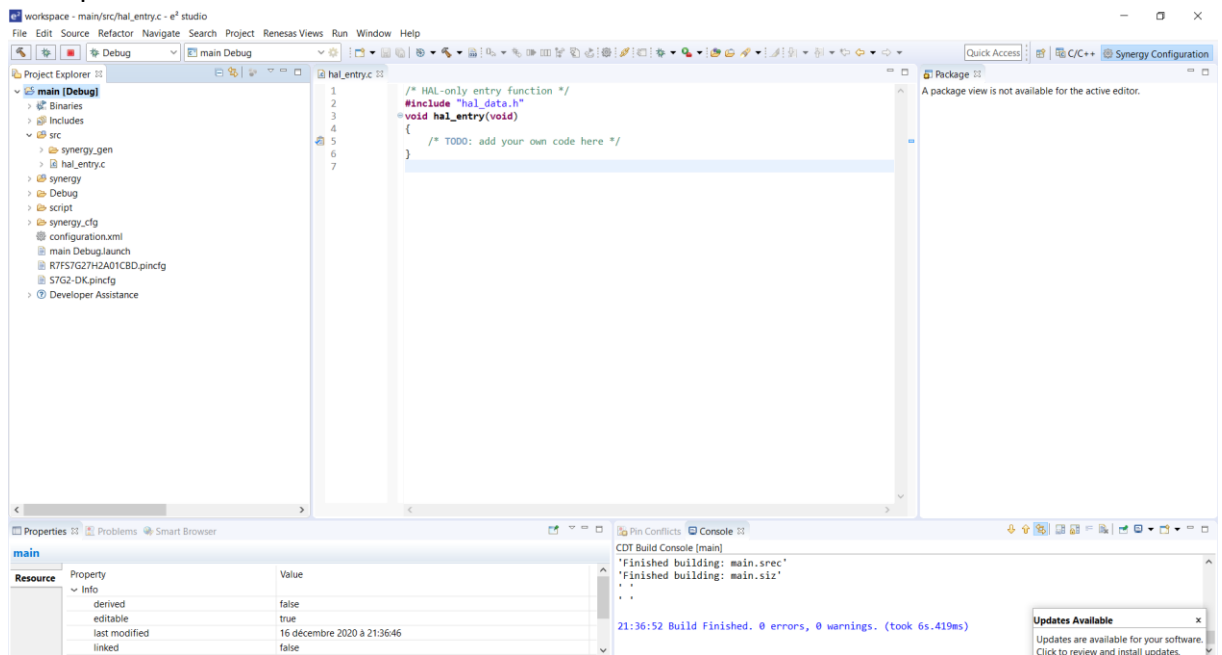 workspace - main/src/hal_entry.c - e² studio
File Edit Source Refactor Navigate Search Project Renesas Views Run Window Help
Debug
main Debug
Quick Access
C/C++
Synergy Configuration
Project Explorer
main [Debug]
Binaries
Includes
src
synergy_gen
hal_entry.c
synergy
Debug
script
synergy_cfg
configuration.xml
main Debug.launch
R7FS7G27H2A01CBD.pincfg
S7G2-DK.pincfg
Developer Assistance
hal_entry.c
1 /* HAL-only entry function */
2 #include "hal_data.h"
3 void hal_entry(void)
4 {
5 /* TODO: add your own code here */
6 }
7
Package
A package view is not available for the active editor.
Properties Problems Smart Browser
main
Resource
Property Value
Info
derived false
editable true
last modified 16 décembre 2020 à 21:36:46
linked false
Pin Conflicts Console
CDT Build Console [main]
'Finished building: main.srec'
'Finished building: main.siz'
' '
' '
21:36:52 Build Finished. 0 errors, 0 warnings. (took 6s.419ms)
Updates Available x
Updates are available for your software.
Click to review and install updates.